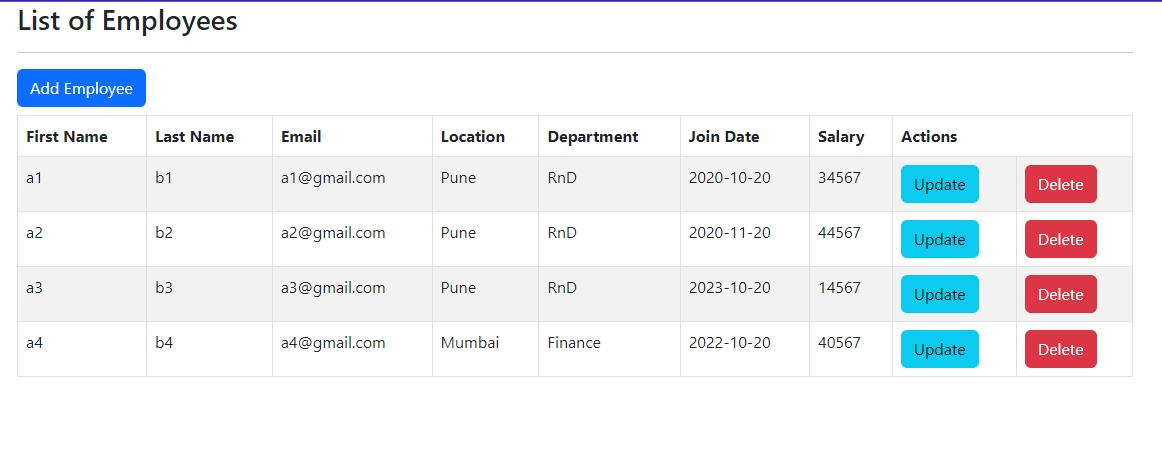 List of Employees
Add Employee
First Name Last Name Email Location Department Join Date Salary Actions
a1 b1 a1@gmail.com Pune RnD 2020-10-20 34567 Update Delete
a2 b2 a2@gmail.com Pune RnD 2020-11-20 44567 Update Delete
a3 b3 a3@gmail.com Pune RnD 2023-10-20 14567 Update Delete
a4 b4 a4@gmail.com Mumbai Finance 2022-10-20 40567 Update Delete